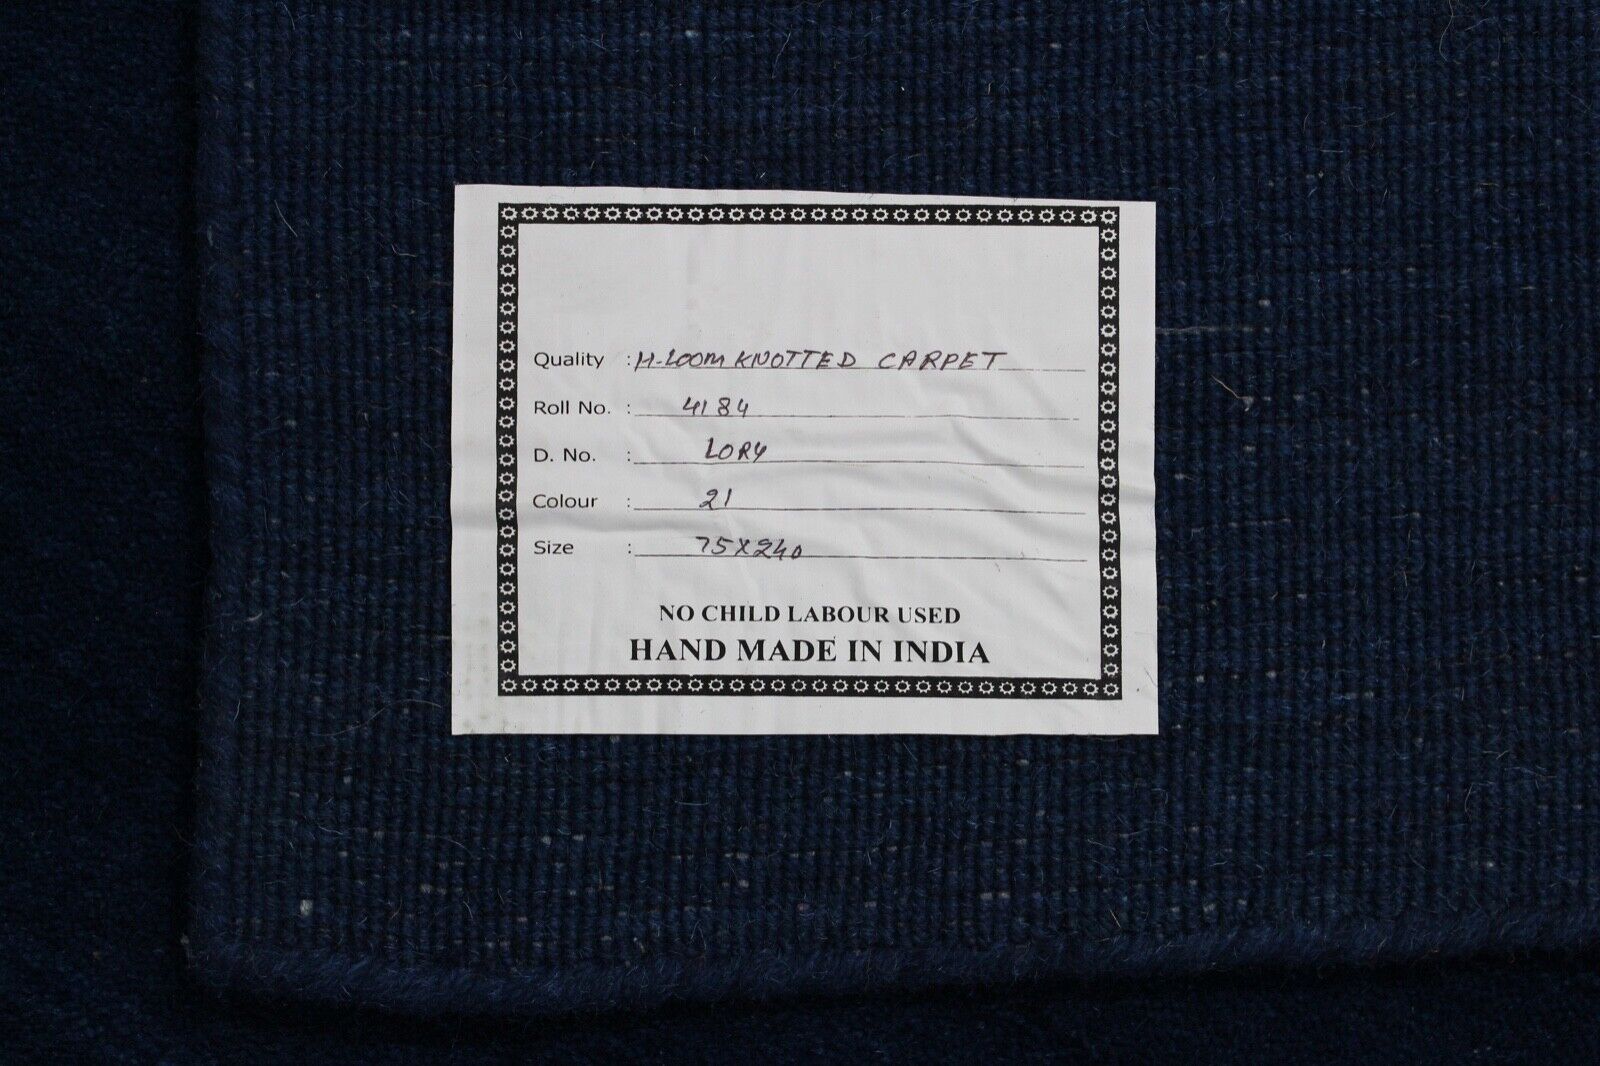 Quality : H-LOOM KNOTTED CARPET
Roll No. : 4184
D. No. : LORY
Colour : 21
Size : 75X240
NO CHILD LABOUR USED
HAND MADE IN INDIA